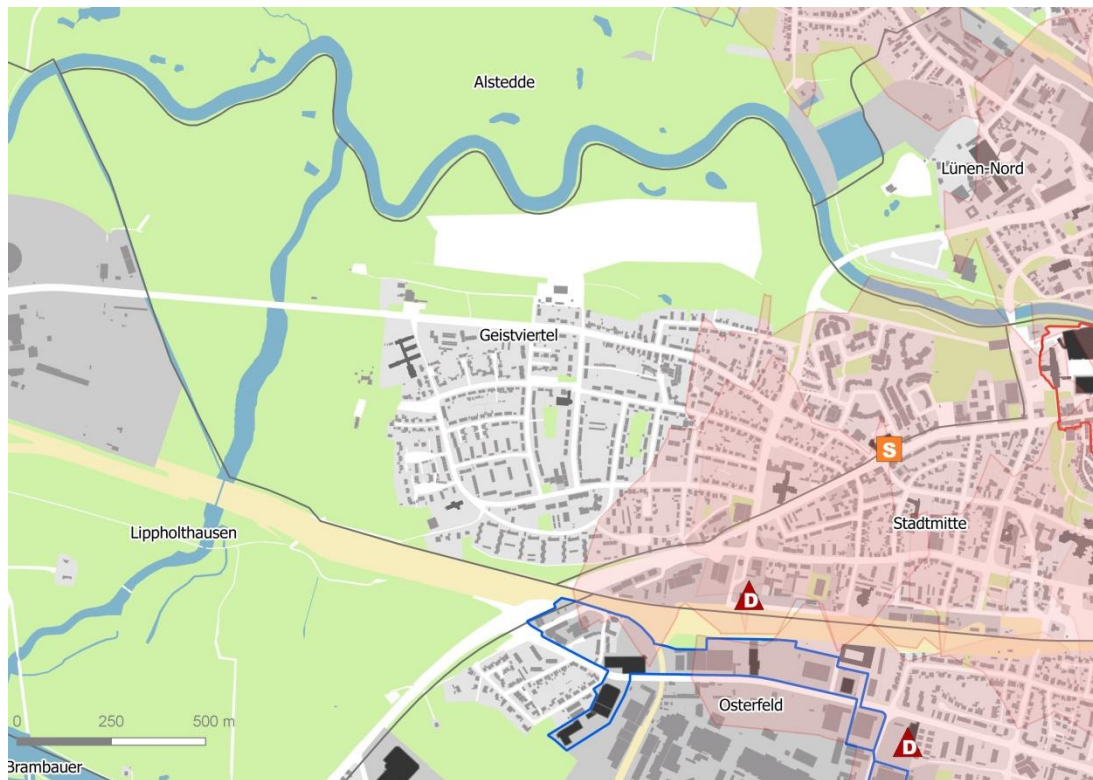 Alstedde
Lünen-Nord
Geistviertel
S
Stadtmitte
Lippholthausen
D
Osterfeld
0 250 500 m
D
Brambauer